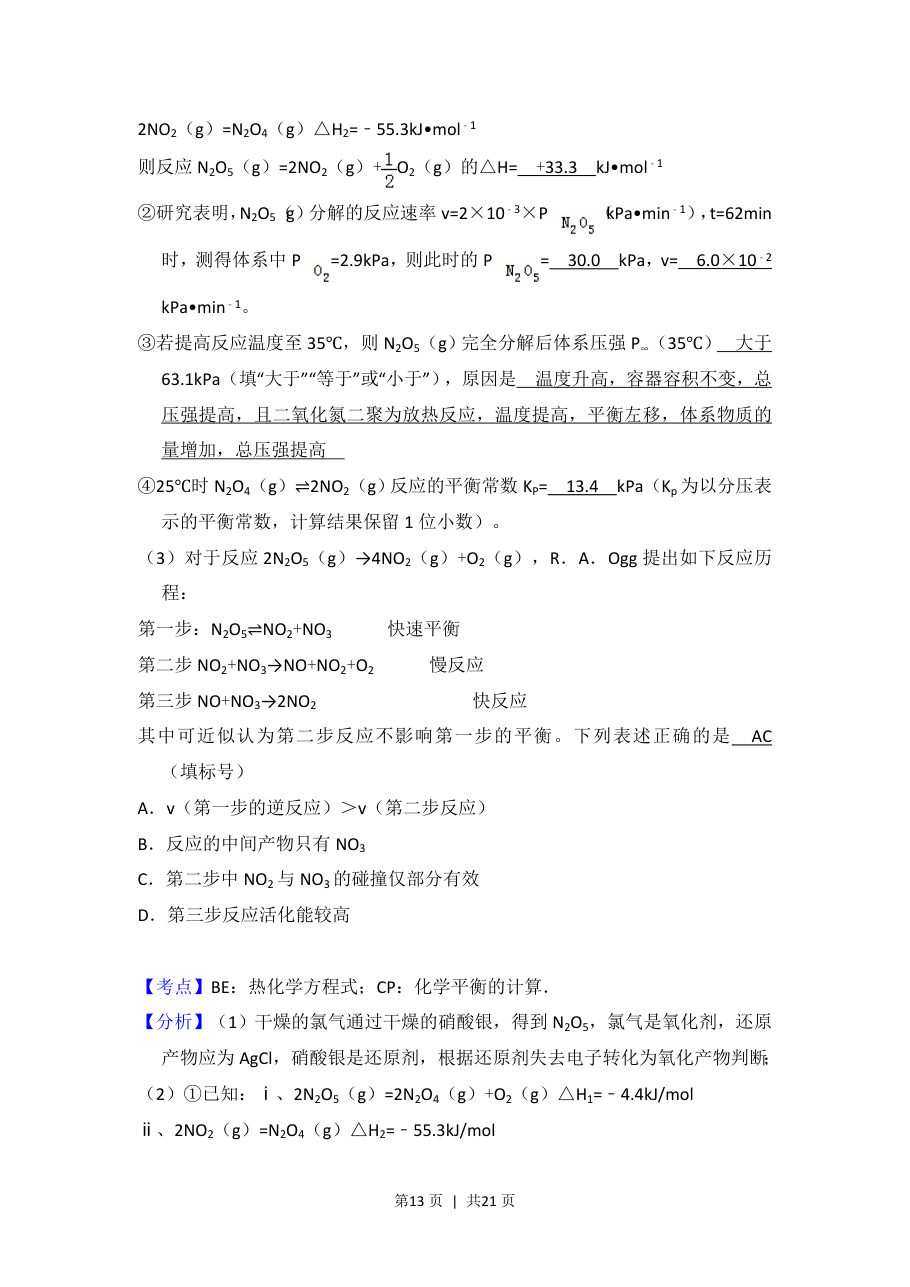 2NO₂（g）=N₂O₄（g）△H₂=﹣55.3kJ•mol﹣¹
则反应 N₂O₅（g）=2NO₂（g）+1/2O₂（g）的△H= +33.3 kJ•mol﹣¹
②研究表明，N₂O₅（g）分解的反应速率 v=2×10﹣³×P N₂O₅（kPa•min﹣¹），t=62min
时，测得体系中 P O₂=2.9kPa，则此时的 P N₂O₅= 30.0 kPa，v= 6.0×10﹣²
kPa•min﹣¹。
③若提高反应温度至 35℃，则 N₂O₅（g）完全分解后体系压强 P∞（35℃） 大于
63.1kPa（填“大于”“等于”或“小于”），原因是 温度升高，容器容积不变，总
压强提高，且二氧化氮二聚为放热反应，温度提高，平衡左移，体系物质的
量增加，总压强提高
④25℃时 N₂O₄（g）⇌2NO₂（g）反应的平衡常数 Kₚ= 13.4 kPa（Kₚ 为以分压表
示的平衡常数，计算结果保留 1 位小数）。
（3）对于反应 2N₂O₅（g）→4NO₂（g）+O₂（g），R．A．Ogg 提出如下反应历
程：
第一步：N₂O₅⇌NO₂+NO₃ 快速平衡
第二步 NO₂+NO₃→NO+NO₂+O₂ 慢反应
第三步 NO+NO₃→2NO₂ 快反应
其中可近似认为第二步反应不影响第一步的平衡。下列表述正确的是 AC
（填标号）
A．v（第一步的逆反应）＞v（第二步反应）
B．反应的中间产物只有 NO₃
C．第二步中 NO₂ 与 NO₃ 的碰撞仅部分有效
D．第三步反应活化能较高
【考点】BE：热化学方程式；CP：化学平衡的计算．
【分析】（1）干燥的氯气通过干燥的硝酸银，得到 N₂O₅，氯气是氧化剂，还原
产物应为 AgCl，硝酸银是还原剂，根据还原剂失去电子转化为氧化产物判断；
（2）①已知：ⅰ、2N₂O₅（g）=2N₂O₄（g）+O₂（g）△H₁=﹣4.4kJ/mol
ⅱ、2NO₂（g）=N₂O₄（g）△H₂=﹣55.3kJ/mol
第13 页 | 共21 页